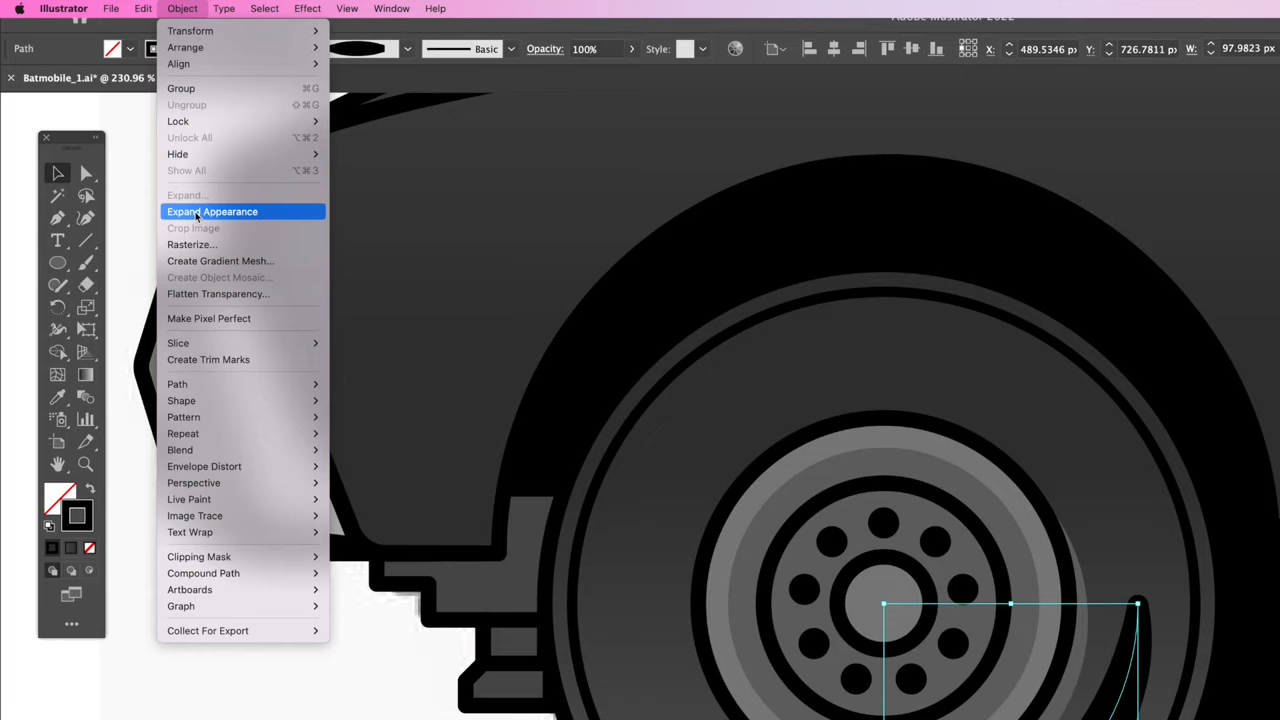 Illustrator File Edit Object Type Select Effect View Window Help
Adobe Illustrator 2022
Path Basic Opacity: 100% Style: X: 489.5346 px Y: 726.7811 px W: 97.9823 px
Batmobile_1.ai* @ 230.96 %
Transform
Arrange
Align
Group ⌘G
Ungroup ⇧⌘G
Lock
Unlock All ⌥⌘2
Hide
Show All ⌥⌘3
Expand...
Expand Appearance
Crop Image
Rasterize...
Create Gradient Mesh...
Create Object Mosaic...
Flatten Transparency...
Make Pixel Perfect
Slice
Create Trim Marks
Path
Shape
Pattern
Repeat
Blend
Envelope Distort
Perspective
Live Paint
Image Trace
Text Wrap
Clipping Mask
Compound Path
Artboards
Graph
Collect For Export